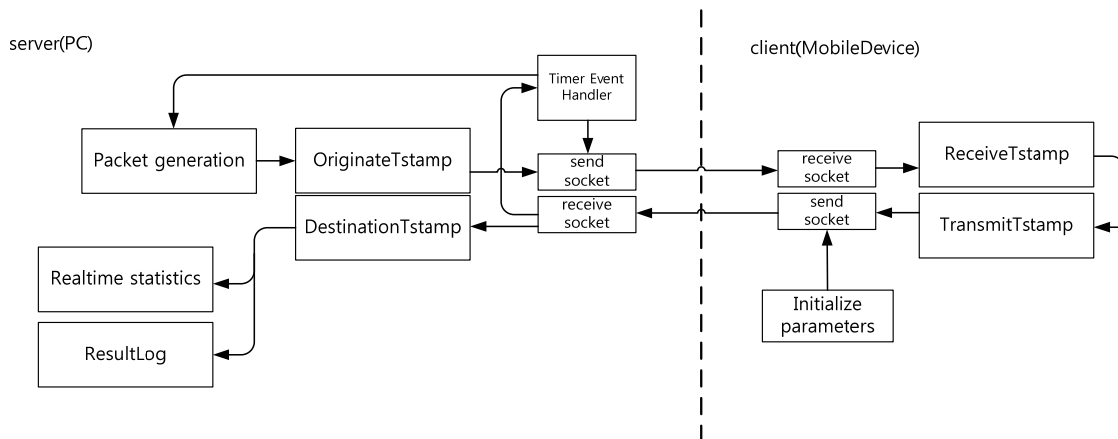 server(PC)
client(MobileDevice)
Timer Event
Handler
Packet generation
OriginateTstamp
send
socket
receive
socket
ReceiveTstamp
DestinationTstamp
receive
socket
send
socket
TransmitTstamp
Realtime statistics
Initialize
parameters
ResultLog